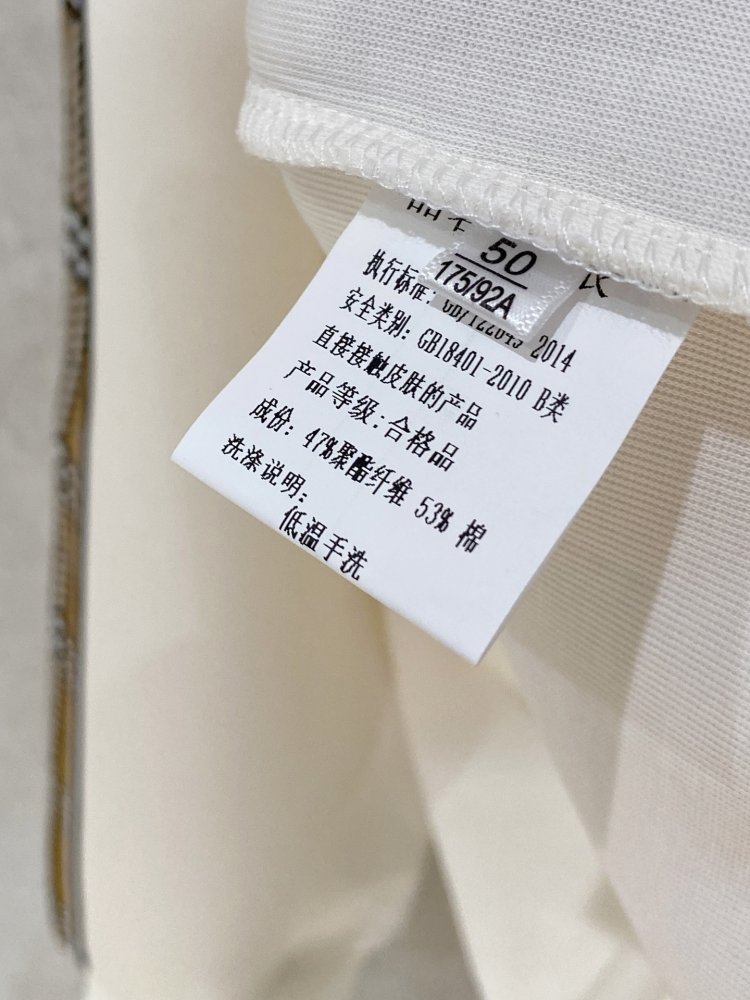 50
175/92A
执行标准: 2014
安全类别: GB18401-2010 B类
直接接触皮肤的产品
产品等级:合格品
成份: 47%聚酯纤维 53% 棉
洗涤说明:
低温手洗